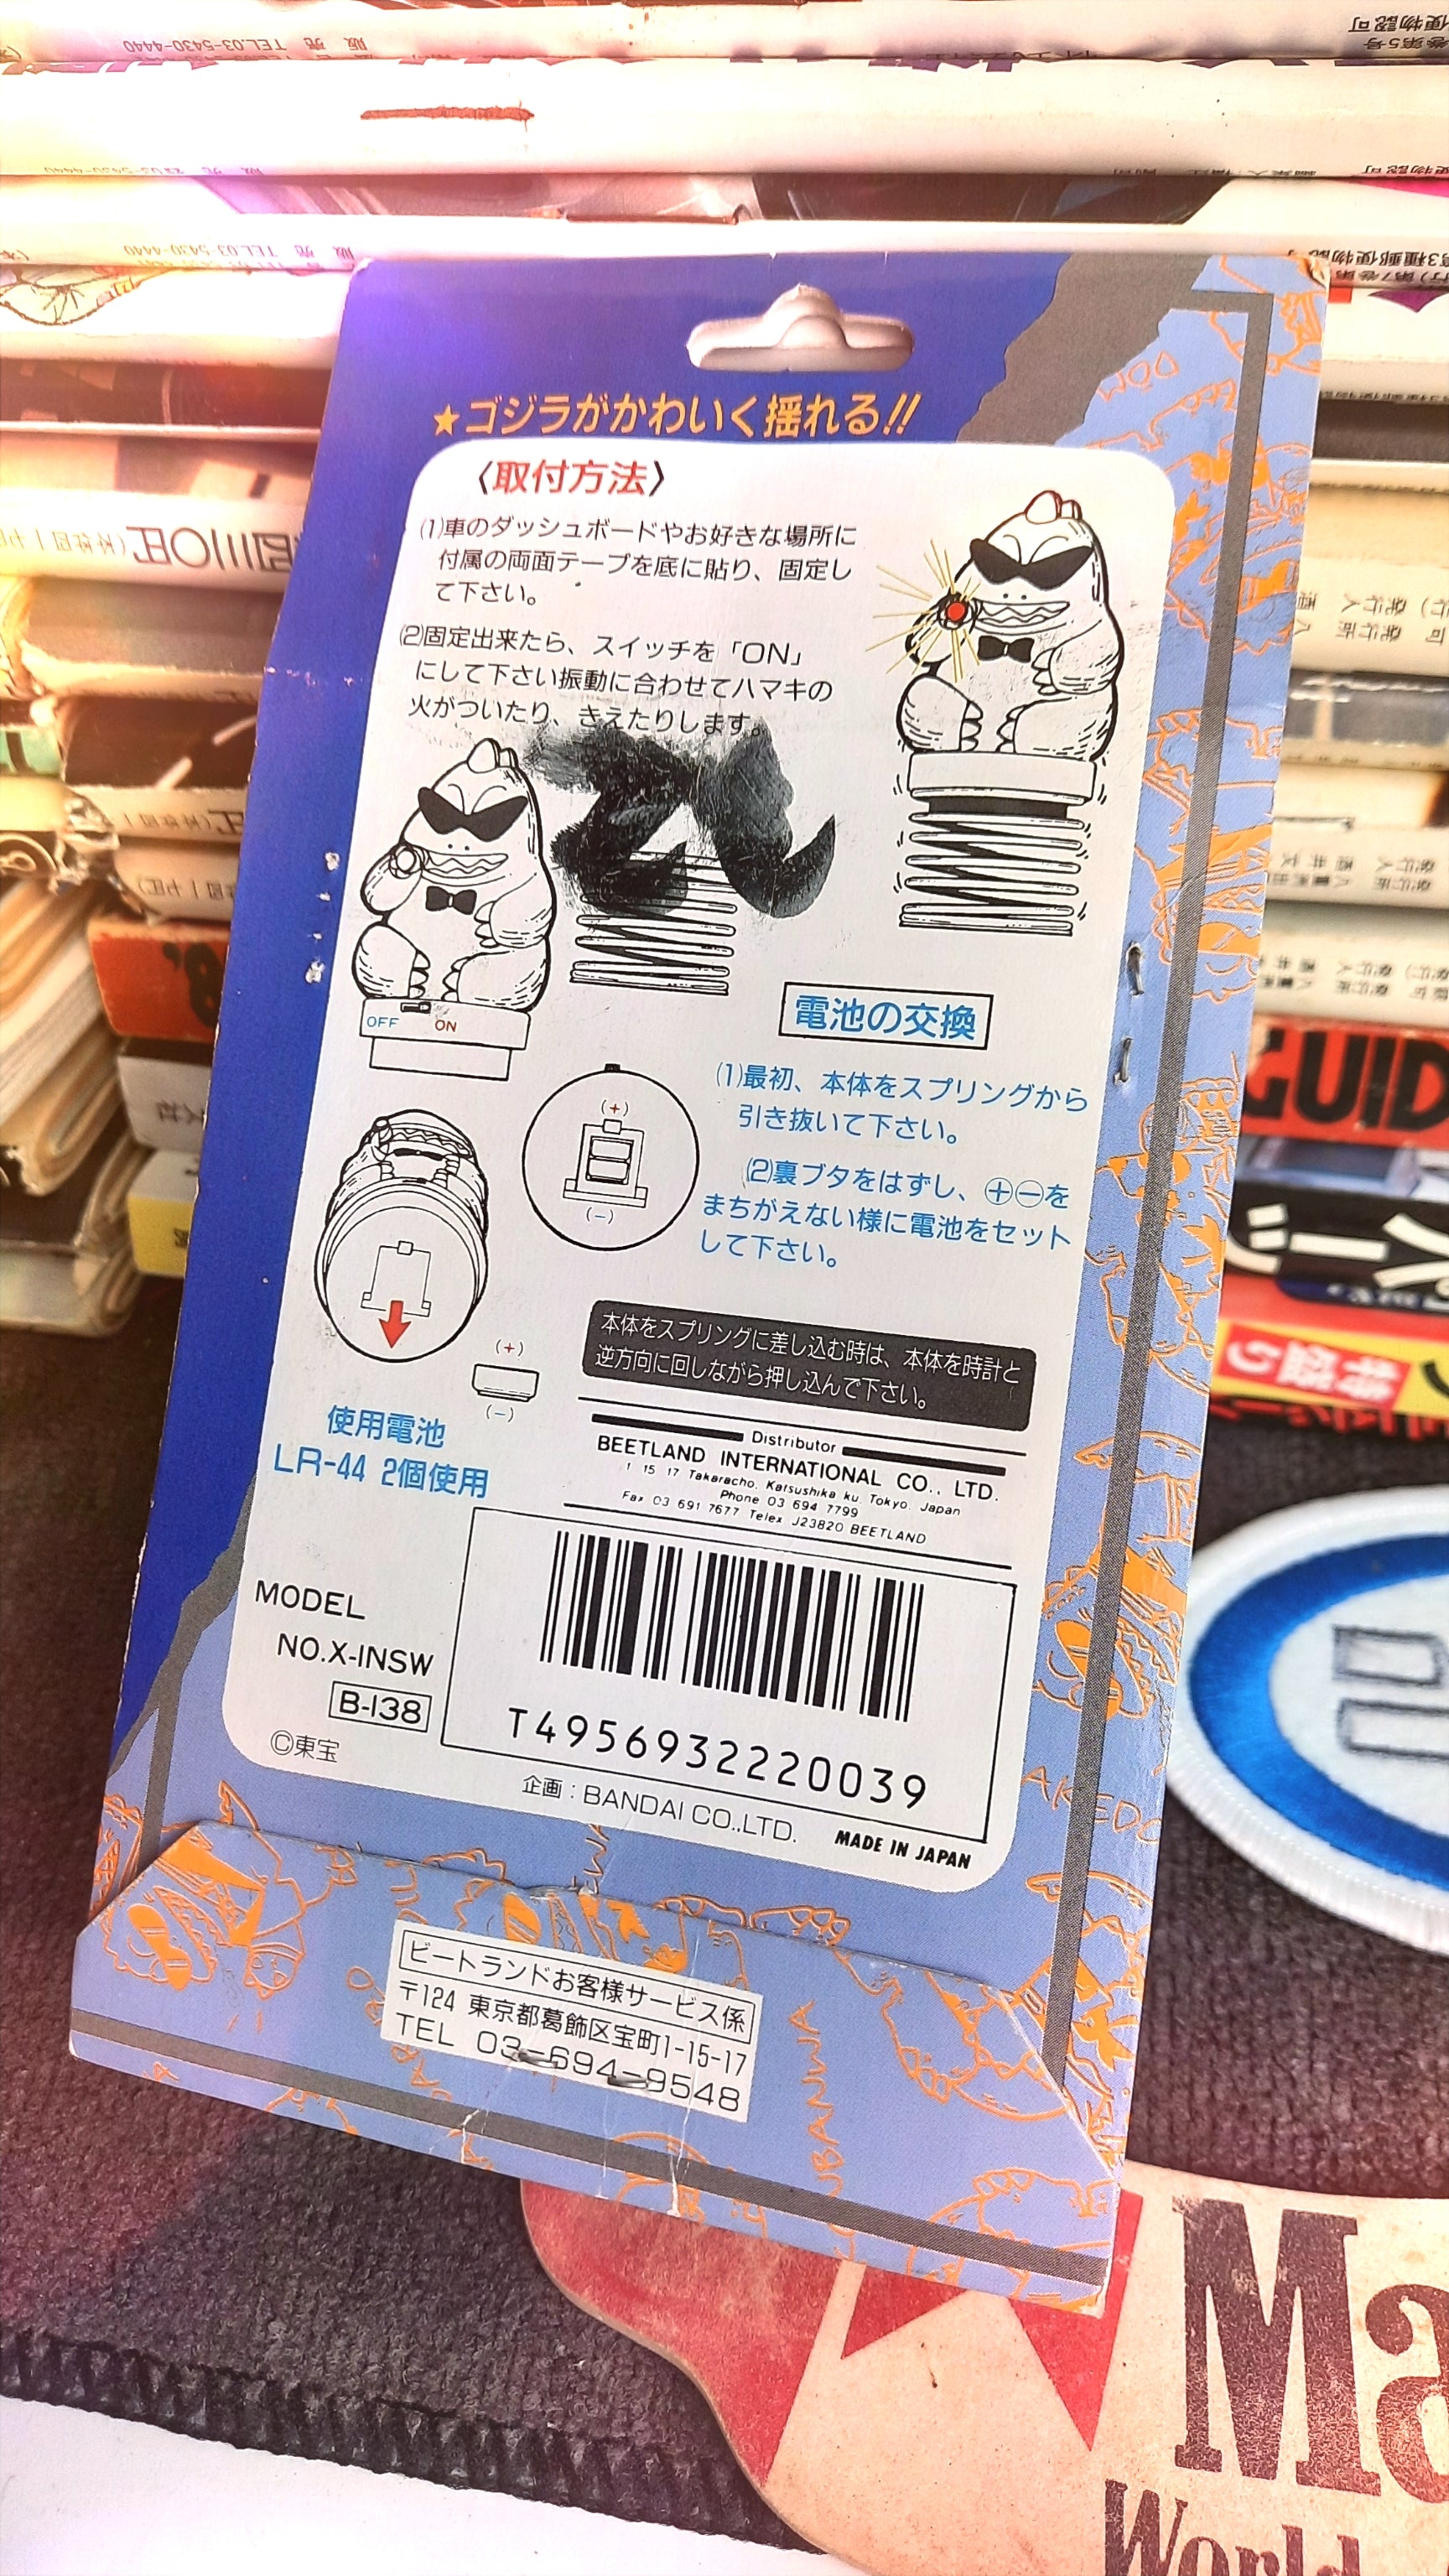 ★ゴジラがかわいく揺れる!!
〈取付方法〉
(1)車のダッシュボードやお好きな場所に
付属の両面テープを底に貼り、固定し
て下さい。
(2)固定出来たら、スイッチを「ON」
にして下さい振動に合わせてハマキの
火がついたり、きえたりします。
OFF ON
電池の交換
(1)最初、本体をスプリングから
引き抜いて下さい。
(2)裏ブタをはずし、⊕⊖を
まちがえない様に電池をセット
して下さい。
(+)
(-)
(+)
(-)
本体をスプリングに差し込む時は、本体を時計と
逆方向に回しながら押し込んで下さい。
使用電池
LR-44 2個使用
Distributor
BEETLAND INTERNATIONAL CO., LTD.
1 15 17 Takaracho, Katsushika ku Tokyo, Japan
Phone 03 694 7799
Fax 03 691 7677 Telex J23820 BEETLAND
MODEL
NO.X-INSW
B-138
T4956932220039
©東宝
企画：BANDAI CO.,LTD.
MADE IN JAPAN
ビートランドお客様サービス係
〒124 東京都葛飾区宝町1-15-17
TEL 03-694-9548
GUID
特盛り
Ma
World